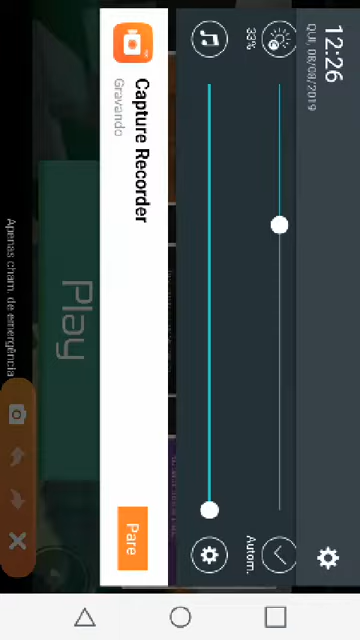 12:26
QUI, 08/08/2019
33%
Autom.
Capture Recorder
Gravando
Pare
Play
Apenas cham. de emergência